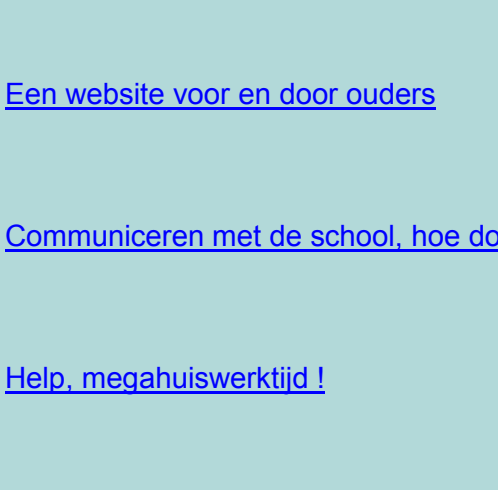 Een website voor en door ouders
Communiceren met de school, hoe do
Help, megahuiswerktijd !